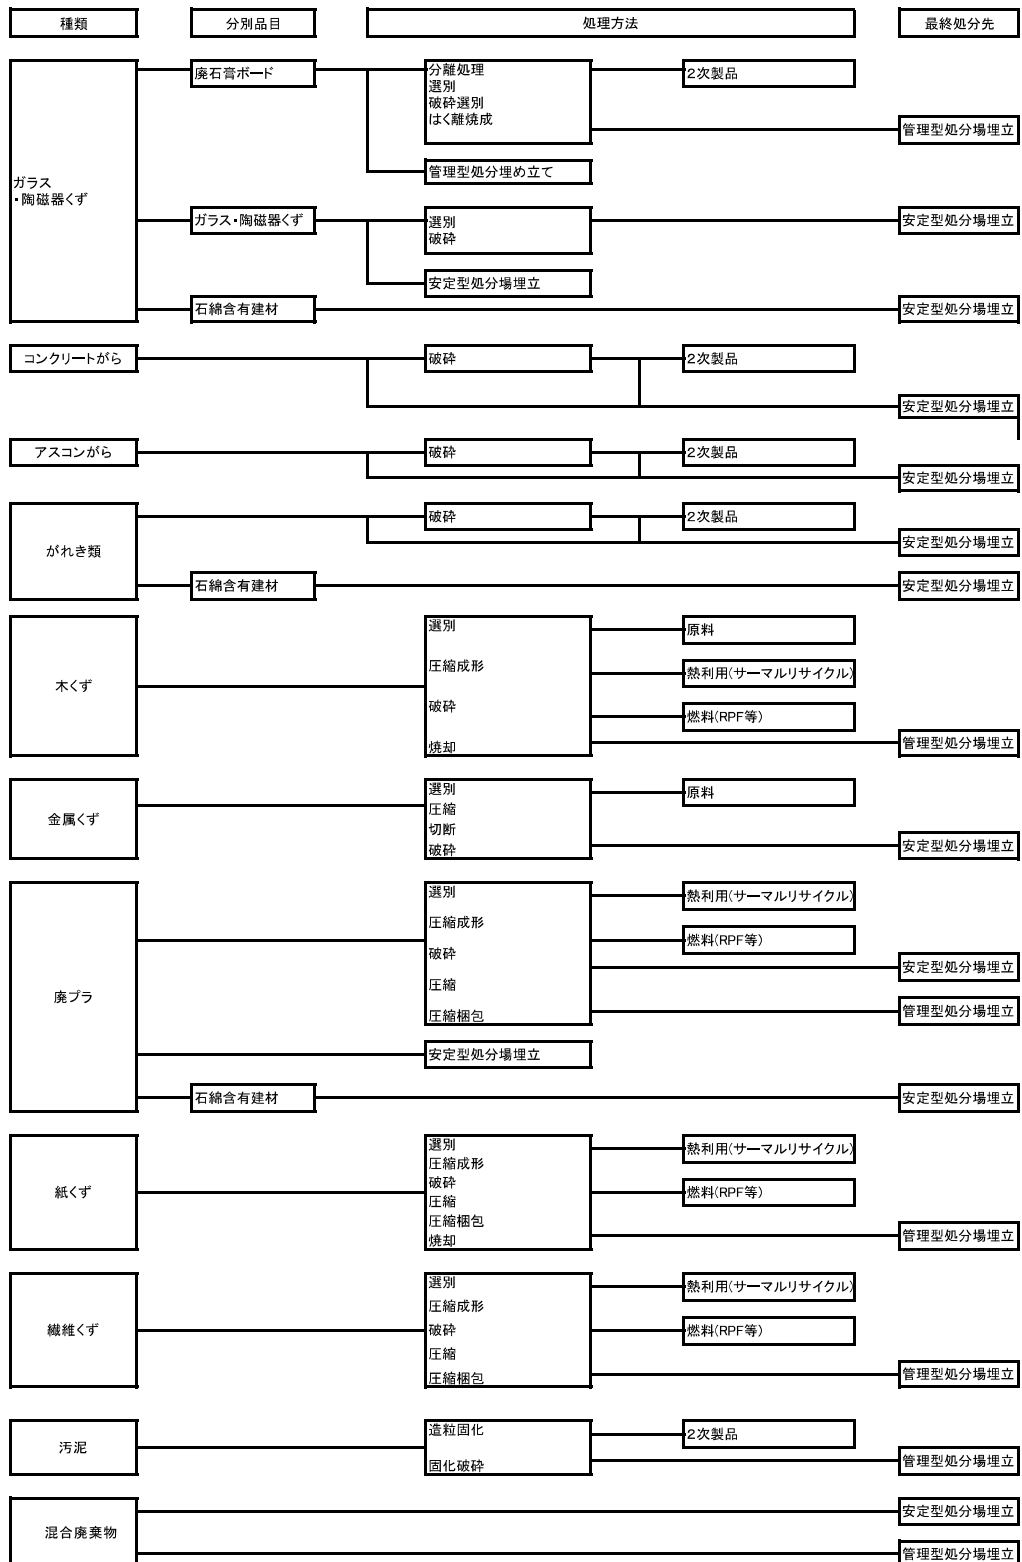 種類
分別品目
処理方法
最終処分先
ガラス
・陶磁器くず
廃石膏ボード
分離処理
選別
破砕選別
はく離焼成
2次製品
管理型処分場埋立
管理型処分埋め立て
ガラス・陶磁器くず
選別
破砕
安定型処分場埋立
安定型処分場埋立
石綿含有建材
安定型処分場埋立
コンクリートがら
破砕
2次製品
安定型処分場埋立
アスコンがら
破砕
2次製品
安定型処分場埋立
がれき類
破砕
2次製品
安定型処分場埋立
石綿含有建材
安定型処分場埋立
木くず
選別
圧縮成形
破砕
焼却
原料
熱利用(サーマルリサイクル)
燃料(RPF等)
管理型処分場埋立
金属くず
選別
圧縮
切断
破砕
原料
安定型処分場埋立
廃プラ
選別
圧縮成形
破砕
圧縮
圧縮梱包
熱利用(サーマルリサイクル)
燃料(RPF等)
安定型処分場埋立
管理型処分場埋立
安定型処分場埋立
石綿含有建材
安定型処分場埋立
紙くず
選別
圧縮成形
破砕
圧縮
圧縮梱包
焼却
熱利用(サーマルリサイクル)
燃料(RPF等)
管理型処分場埋立
繊維くず
選別
圧縮成形
破砕
圧縮
圧縮梱包
熱利用(サーマルリサイクル)
燃料(RPF等)
管理型処分場埋立
汚泥
造粒固化
固化破砕
2次製品
管理型処分場埋立
混合廃棄物
安定型処分場埋立
管理型処分場埋立